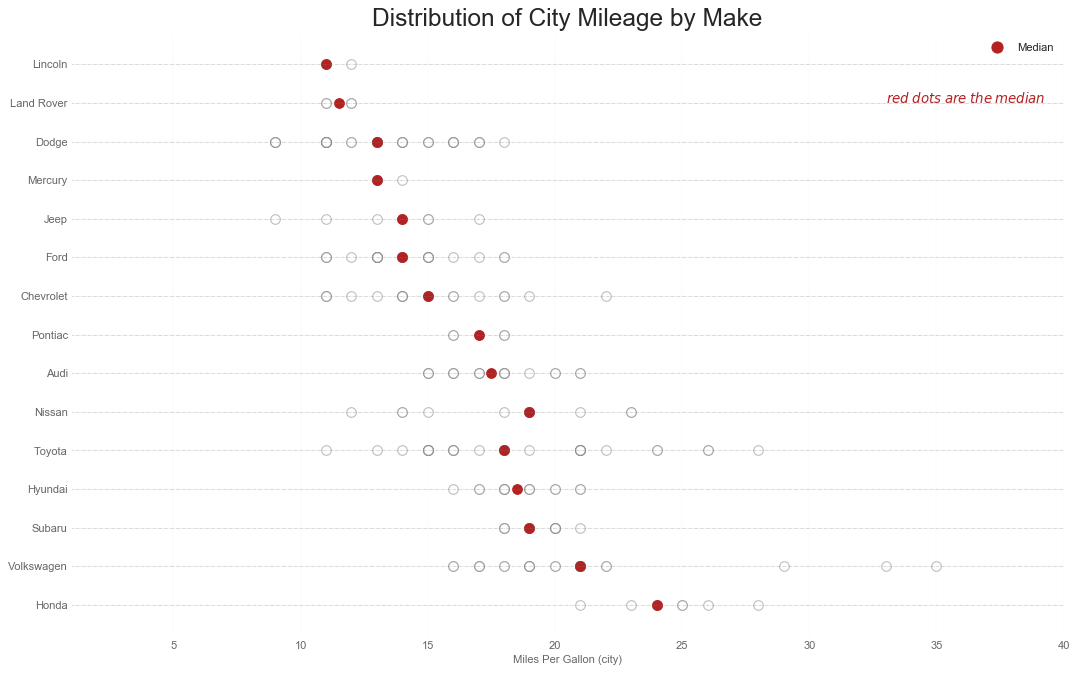 Distribution of City Mileage by Make
Median
red dots are the median
Lincoln
Land Rover
Dodge
Mercury
Jeep
Ford
Chevrolet
Pontiac
Audi
Nissan
Toyota
Hyundai
Subaru
Volkswagen
Honda
5 10 15 20 25 30 35 40
Miles Per Gallon (city)